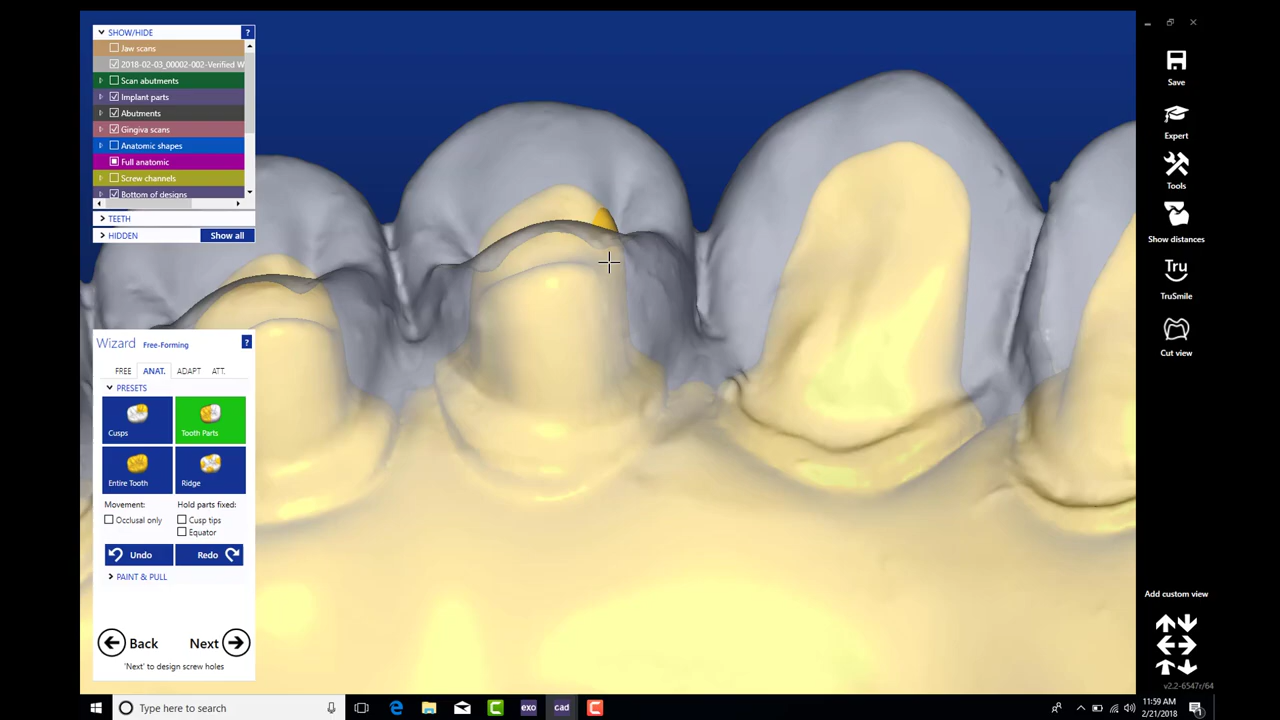 SHOW/HIDE
?
Jaw scans
2018-02-03_00002-002-Verified W
Scan abutments
Implant parts
Abutments
Gingiva scans
Anatomic shapes
Full anatomic
Screw channels
Bottom of designs
TEETH
HIDDEN
Show all
Wizard Free-Forming
?
FREE ANAT. ADAPT ATT.
PRESETS
Cusps Tooth Parts
Entire Tooth Ridge
Movement: Hold parts fixed:
Occlusal only Cusp tips
Equator
Undo Redo
PAINT & PULL
Back Next
'Next' to design screw holes
Save
Expert
Tools
Show distances
Tru
TruSmile
Cut view
Add custom view
v2.2-6547r/64
Type here to search
exo
cad
11:59 AM
2/21/2018